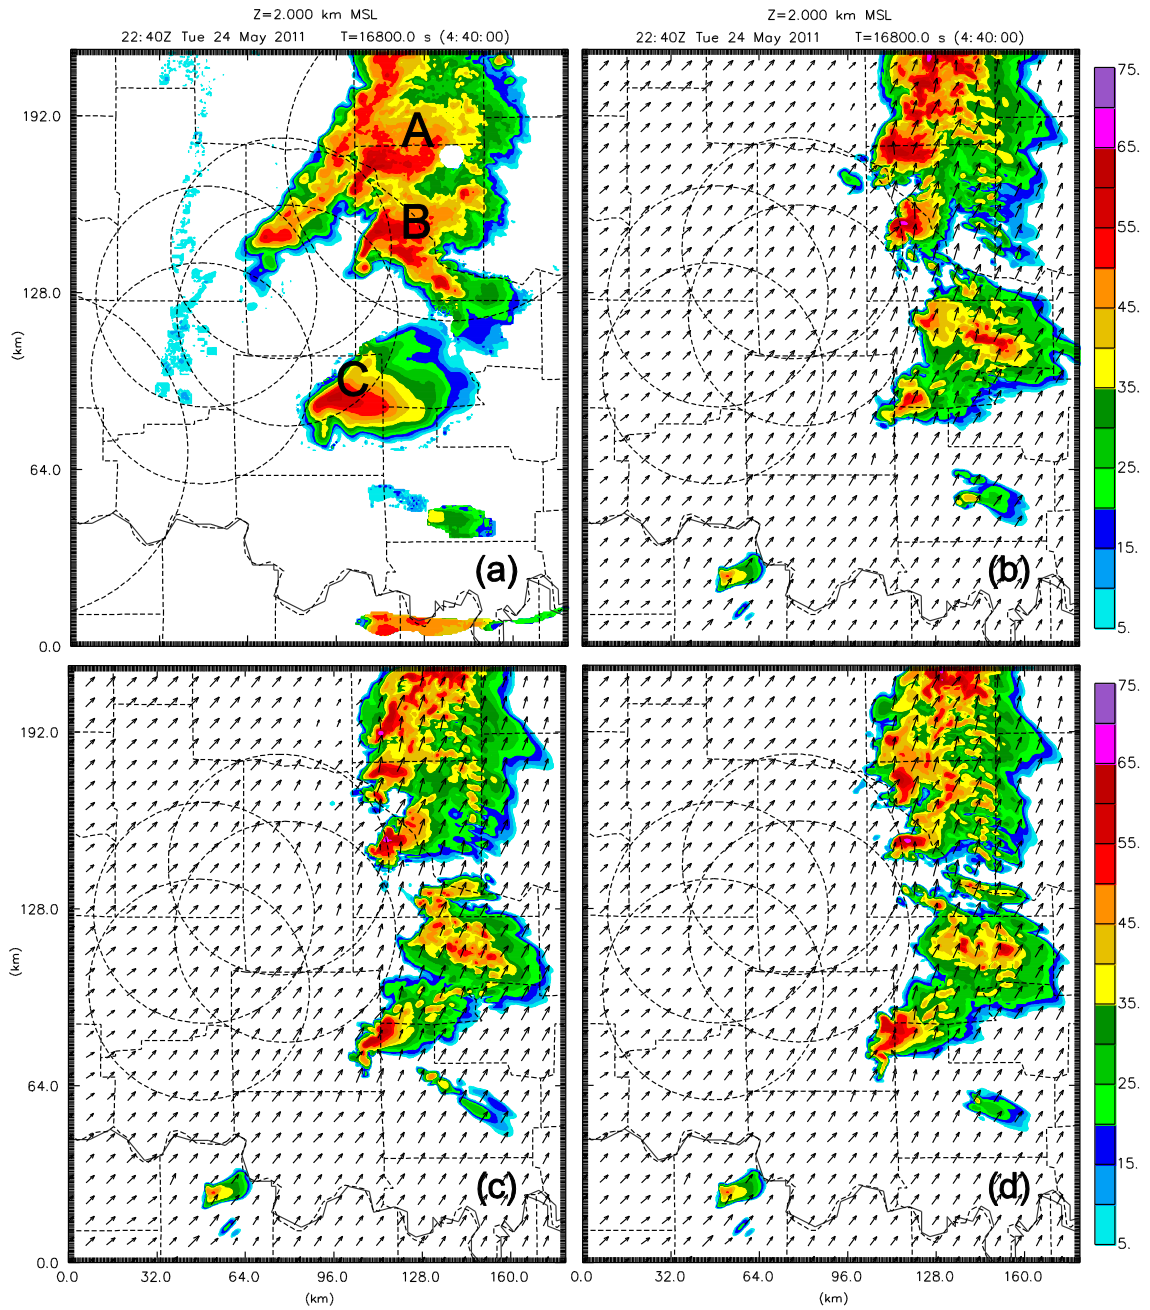 Z=2.000 km MSL
22:40Z Tue 24 May 2011 T=16800.0 s (4:40:00)
Z=2.000 km MSL
22:40Z Tue 24 May 2011 T=16800.0 s (4:40:00)
192.0
128.0
(km)
64.0
0.0
A
B
C
(a)
(b)
75.
65.
55.
45.
35.
25.
15.
5.
192.0
128.0
(km)
64.0
0.0
(c)
(d)
75.
65.
55.
45.
35.
25.
15.
5.
0.0 32.0 64.0 96.0 128.0 160.0
(km)
0.0 32.0 64.0 96.0 128.0 160.0
(km)